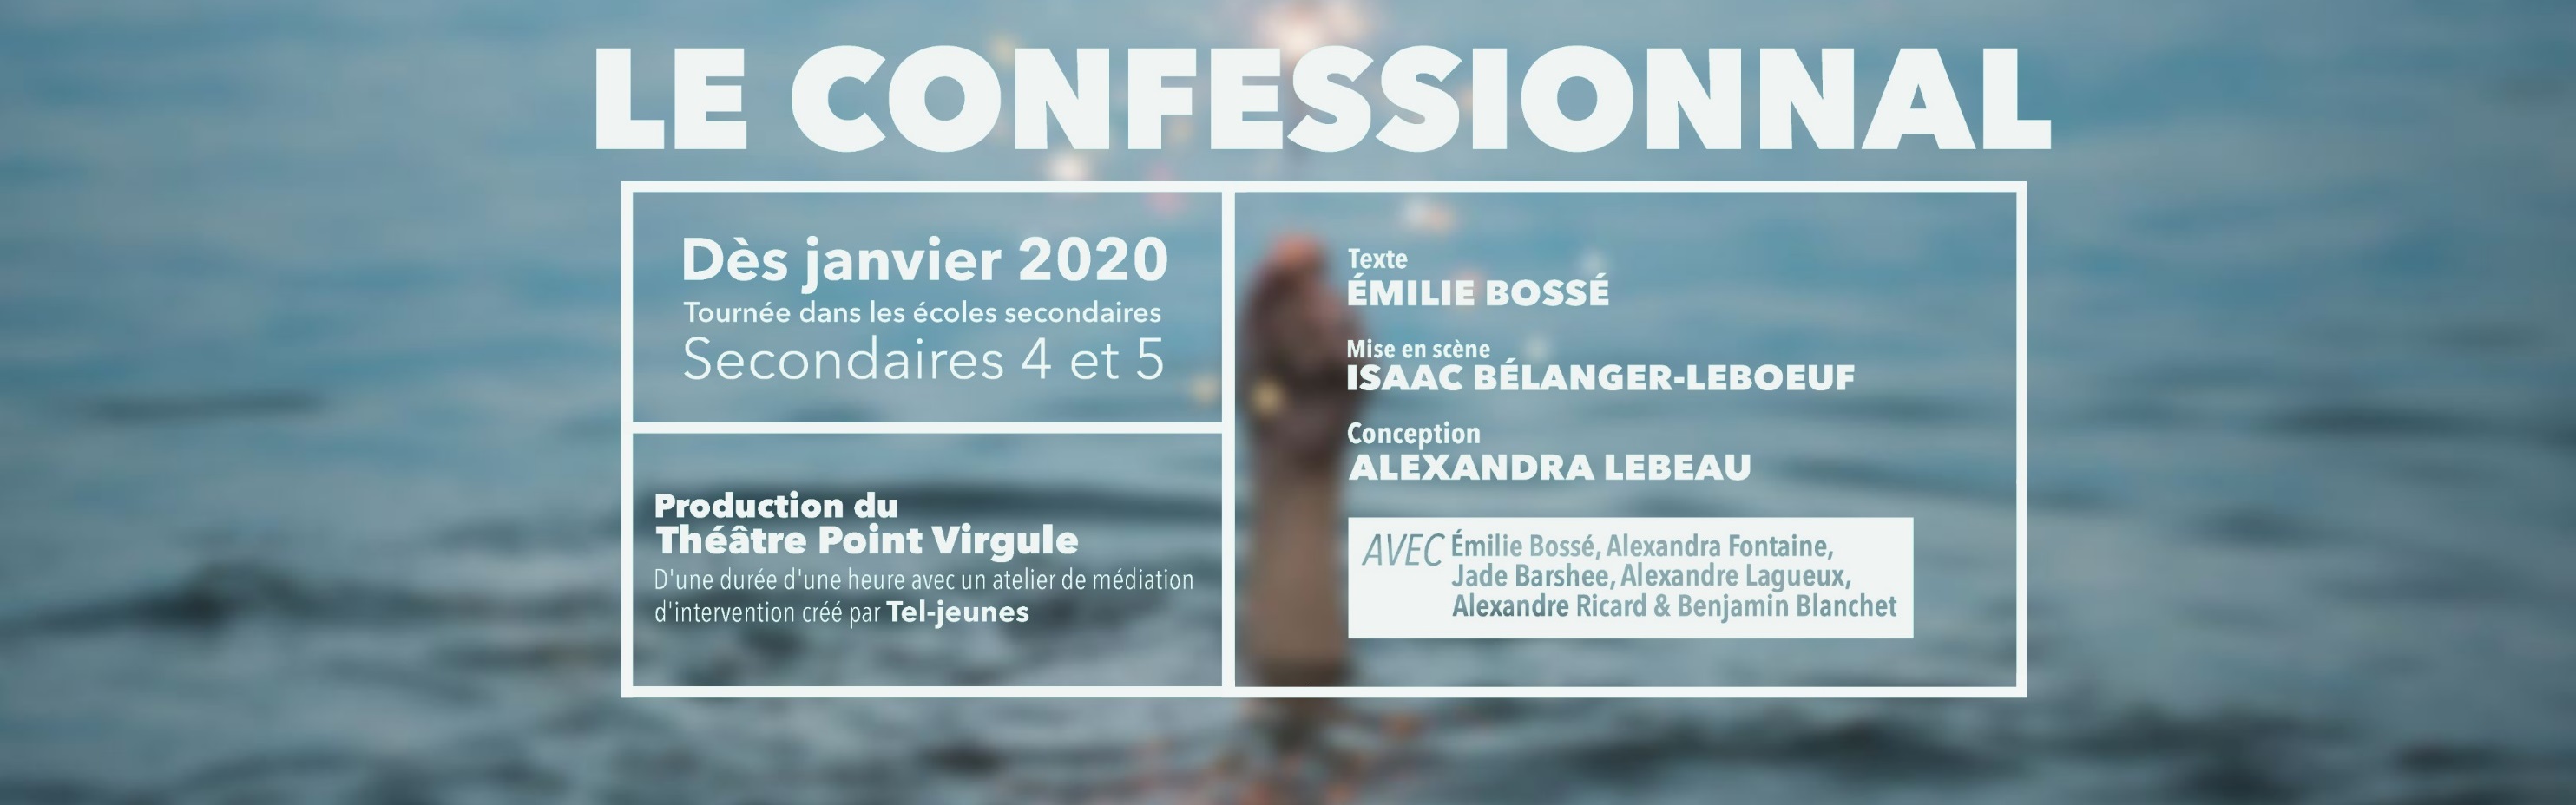 LE CONFESSIONNAL
Dès janvier 2020
Tournée dans les écoles secondaires
Secondaires 4 et 5
Production du
Théâtre Point Virgule
D'une durée d'une heure avec un atelier de médiation
d'intervention créé par Tel-jeunes
Texte
ÉMILIE BOSSÉ
Mise en scène
ISAAC BÉLANGER-LEBOEUF
Conception
ALEXANDRA LEBEAU
AVEC Émilie Bossé, Alexandra Fontaine,
Jade Barshee, Alexandre Lagueux,
Alexandre Ricard & Benjamin Blanchet